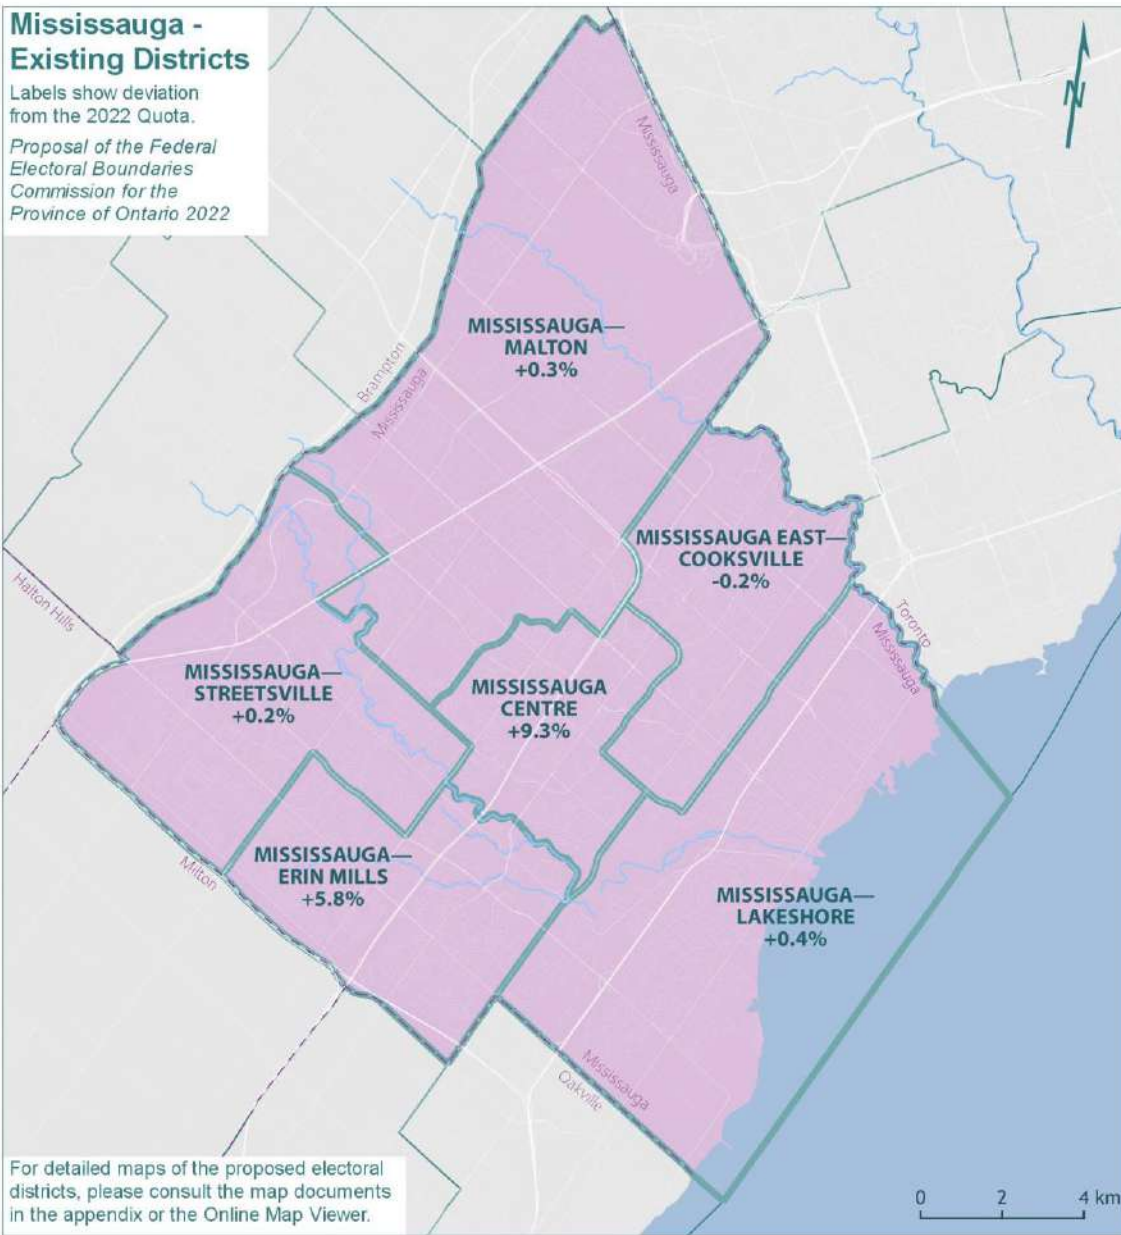 Mississauga -
Existing Districts
Labels show deviation
from the 2022 Quota.
Proposal of the Federal
Electoral Boundaries
Commission for the
Province of Ontario 2022
N
Mississauga
MISSISSAUGA—
MALTON
+0.3%
Brampton
Mississauga
MISSISSAUGA EAST—
COOKSVILLE
-0.2%
Halton Hills
Toronto
Mississauga
MISSISSAUGA—
STREETSVILLE
+0.2%
MISSISSAUGA
CENTRE
+9.3%
Milton
MISSISSAUGA—
ERIN MILLS
+5.8%
MISSISSAUGA—
LAKESHORE
+0.4%
Mississauga
Oakville
For detailed maps of the proposed electoral
districts, please consult the map documents
in the appendix or the Online Map Viewer.
0 2 4 km